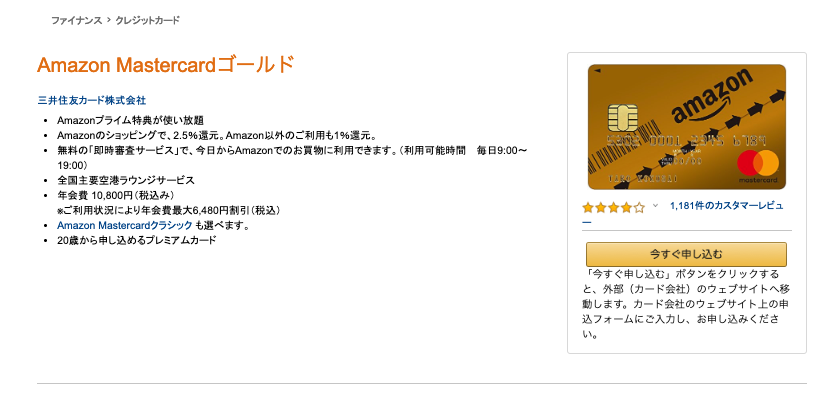 ファイナンス › クレジットカード
Amazon Mastercardゴールド
三井住友カード株式会社
• Amazonプライム特典が使い放題
• Amazonのショッピングで、2.5％還元。Amazon以外のご利用も1％還元。
• 無料の「即時審査サービス」で、今日からAmazonでのお買物に利用できます。（利用可能時間　毎日9:00〜
19:00）
• 全国主要空港ラウンジサービス
• 年会費 10,800円（税込み）
※ご利用状況により年会費最大6,480円割引（税込）
• Amazon Mastercardクラシック も選べます。
• 20歳から申し込めるプレミアムカード
amazon
mastercard
1,181件のカスタマーレビュ
ー
今すぐ申し込む
「今すぐ申し込む」ボタンをクリックする
と、外部（カード会社）のウェブサイトへ移
動します。カード会社のウェブサイト上の申
込フォームにご入力し、お申し込みくださ
い。